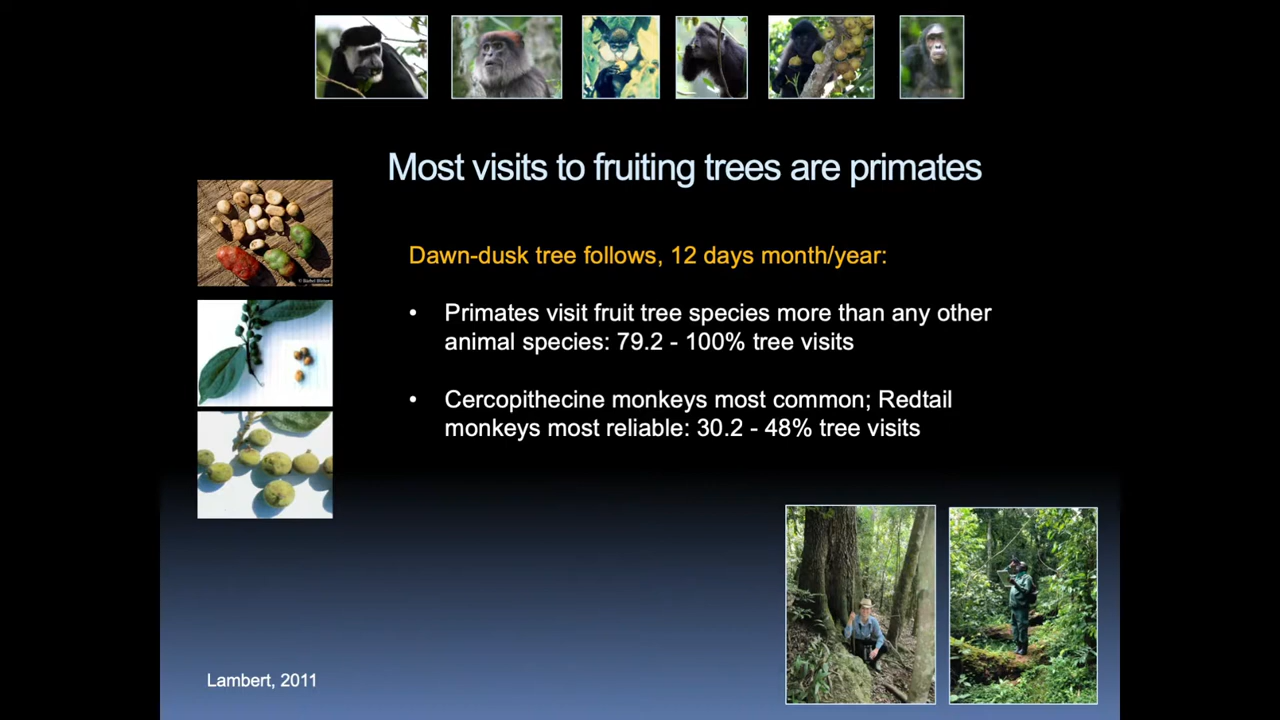 Most visits to fruiting trees are primates
Dawn-dusk tree follows, 12 days month/year:
• Primates visit fruit tree species more than any other
animal species: 79.2 - 100% tree visits
• Cercopithecine monkeys most common; Redtail
monkeys most reliable: 30.2 - 48% tree visits
Lambert, 2011